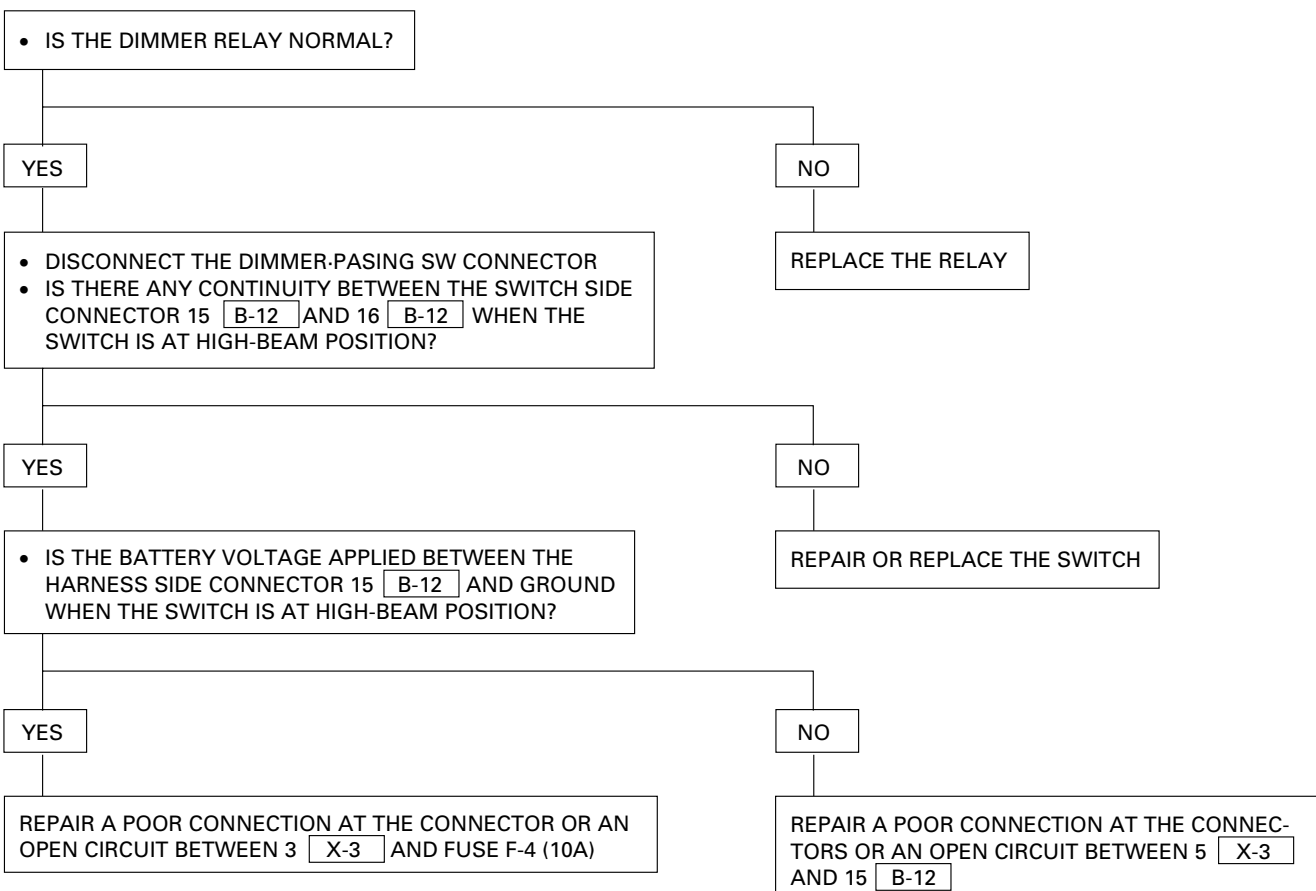 • IS THE DIMMER RELAY NORMAL?
YES
NO
• DISCONNECT THE DIMMER·PASING SW CONNECTOR
• IS THERE ANY CONTINUITY BETWEEN THE SWITCH SIDE
CONNECTOR 15 B-12 AND 16 B-12 WHEN THE
SWITCH IS AT HIGH-BEAM POSITION?
REPLACE THE RELAY
YES
NO
• IS THE BATTERY VOLTAGE APPLIED BETWEEN THE
HARNESS SIDE CONNECTOR 15 B-12 AND GROUND
WHEN THE SWITCH IS AT HIGH-BEAM POSITION?
REPAIR OR REPLACE THE SWITCH
YES
NO
REPAIR A POOR CONNECTION AT THE CONNECTOR OR AN
OPEN CIRCUIT BETWEEN 3 X-3 AND FUSE F-4 (10A)
REPAIR A POOR CONNECTION AT THE CONNEC-
TORS OR AN OPEN CIRCUIT BETWEEN 5 X-3
AND 15 B-12